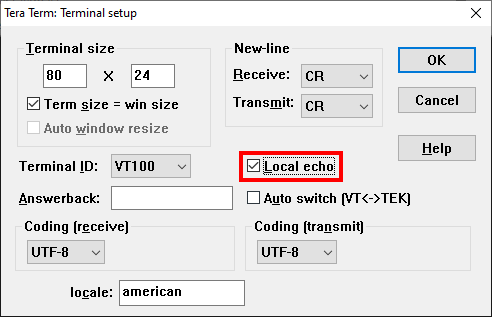 Tera Term: Terminal setup
Terminal size
80 X 24
Term size = win size
Auto window resize
New-line
Receive: CR
Transmit: CR
OK
Cancel
Help
Terminal ID: VT100
Local echo
Answerback:
Auto switch (VT<->TEK)
Coding (receive)
UTF-8
Coding (transmit)
UTF-8
locale: american